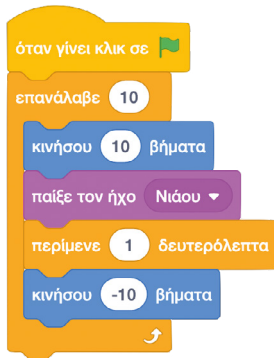 όταν γίνει κλικ σε
επανάλαβε 10
κινήσου 10 βήματα
παίξε τον ήχο Νιάου
περίμενε 1 δευτερόλεπτα
κινήσου -10 βήματα